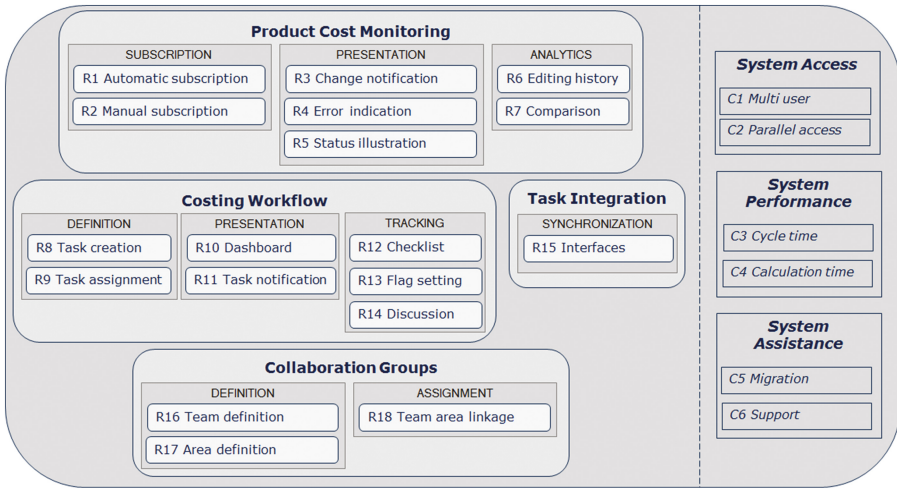 Product Cost Monitoring
SUBSCRIPTION
R1 Automatic subscription
R2 Manual subscription
PRESENTATION
R3 Change notification
R4 Error indication
R5 Status illustration
ANALYTICS
R6 Editing history
R7 Comparison
Costing Workflow
DEFINITION
R8 Task creation
R9 Task assignment
PRESENTATION
R10 Dashboard
R11 Task notification
TRACKING
R12 Checklist
R13 Flag setting
R14 Discussion
Task Integration
SYNCHRONIZATION
R15 Interfaces
Collaboration Groups
DEFINITION
R16 Team definition
R17 Area definition
ASSIGNMENT
R18 Team area linkage
System Access
C1 Multi user
C2 Parallel access
System
Performance
C3 Cycle time
C4 Calculation time
System
Assistance
C5 Migration
C6 Support